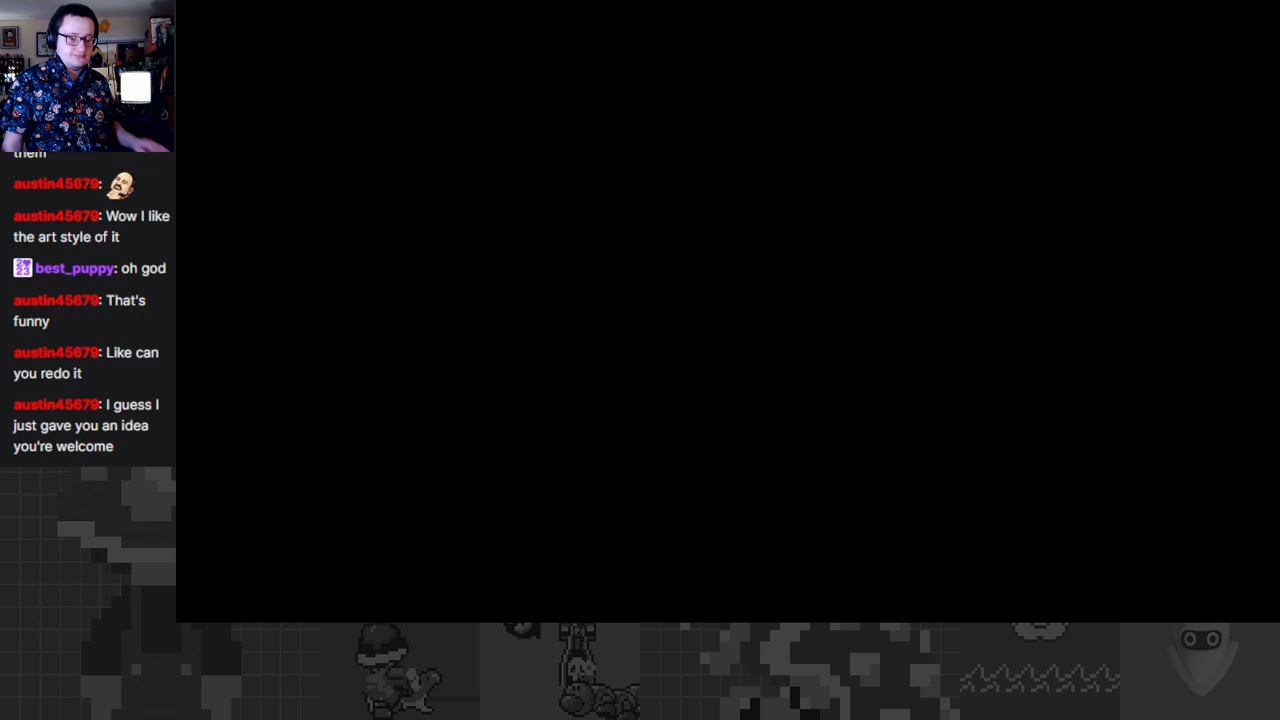 them
austin45679:
austin45679: Wow I like
the art style of it
best_puppy: oh god
austin45679: That's
funny
austin45679: Like can
you redo it
austin45679: I guess I
just gave you an idea
you're welcome